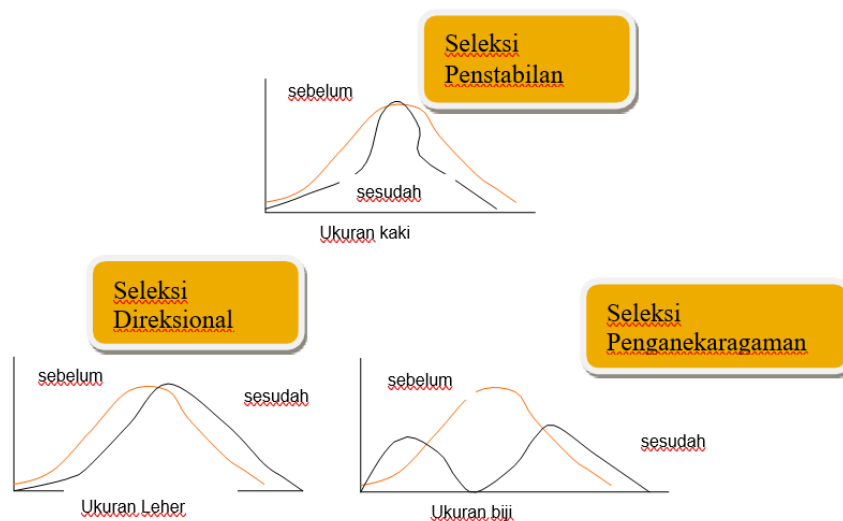 Seleksi
Penstabilan
sebelum
sesudah
Ukuran kaki
Seleksi
Direksional
sebelum
sesudah
Ukuran Leher
Seleksi
Penganekaragaman
sebelum
sesudah
Ukuran biji